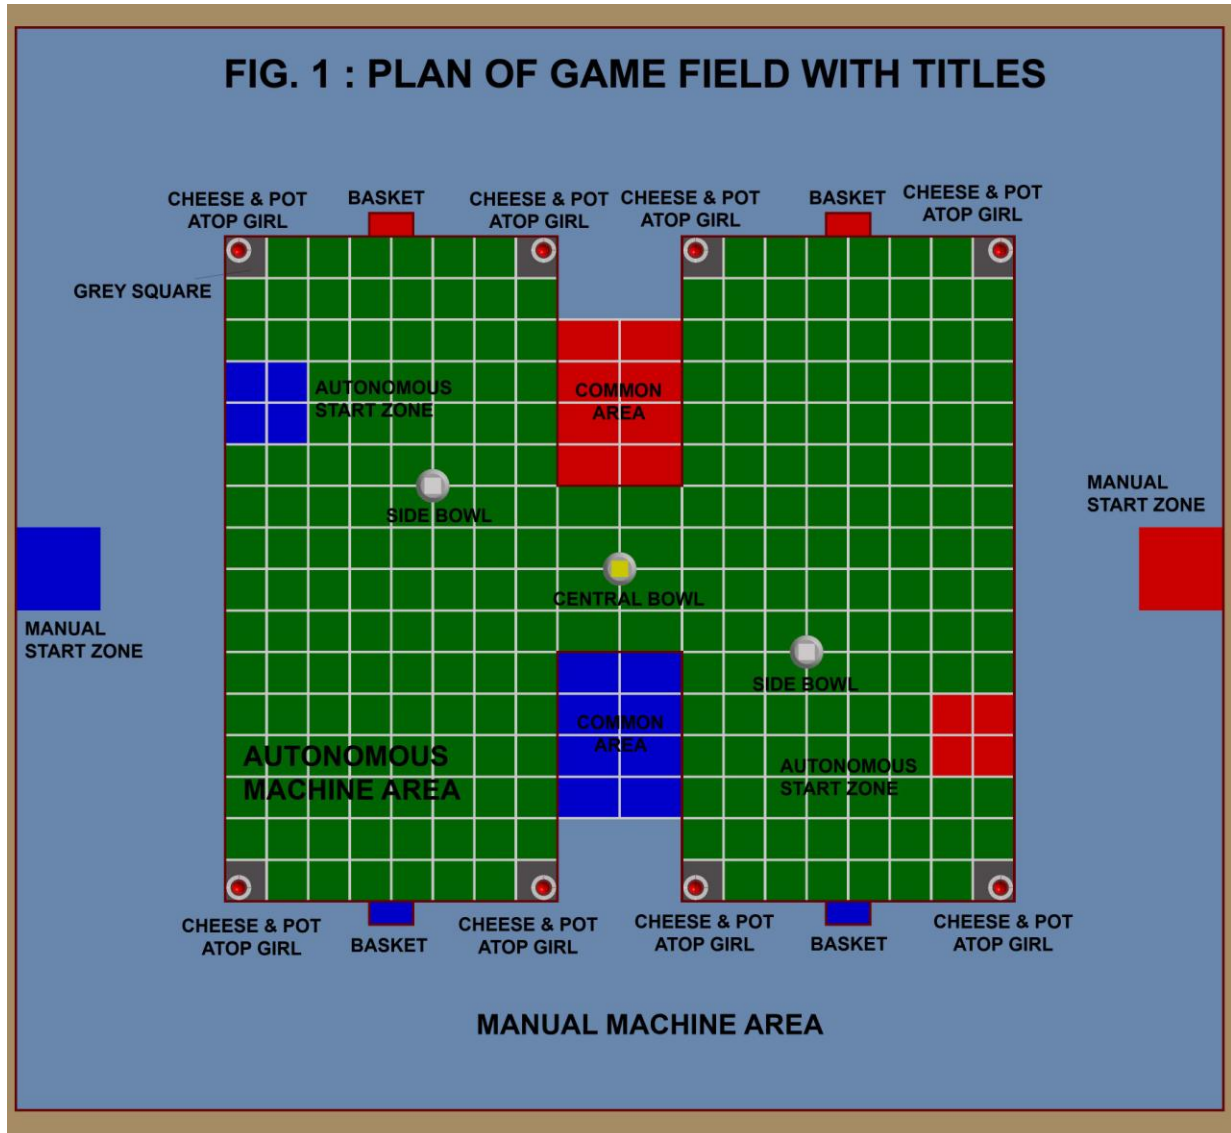 FIG. 1 : PLAN OF GAME FIELD WITH TITLES
CHEESE & POT
ATOP GIRL
BASKET
CHEESE & POT
ATOP GIRL
CHEESE & POT
ATOP GIRL
BASKET
CHEESE & POT
ATOP GIRL
GREY SQUARE
AUTONOMOUS
START ZONE
COMMON
AREA
SIDE BOWL
MANUAL
START ZONE
CENTRAL BOWL
MANUAL
START ZONE
SIDE BOWL
COMMON
AREA
AUTONOMOUS
MACHINE AREA
AUTONOMOUS
START ZONE
CHEESE & POT
ATOP GIRL
BASKET
CHEESE & POT
ATOP GIRL
CHEESE & POT
ATOP GIRL
BASKET
CHEESE & POT
ATOP GIRL
MANUAL MACHINE AREA